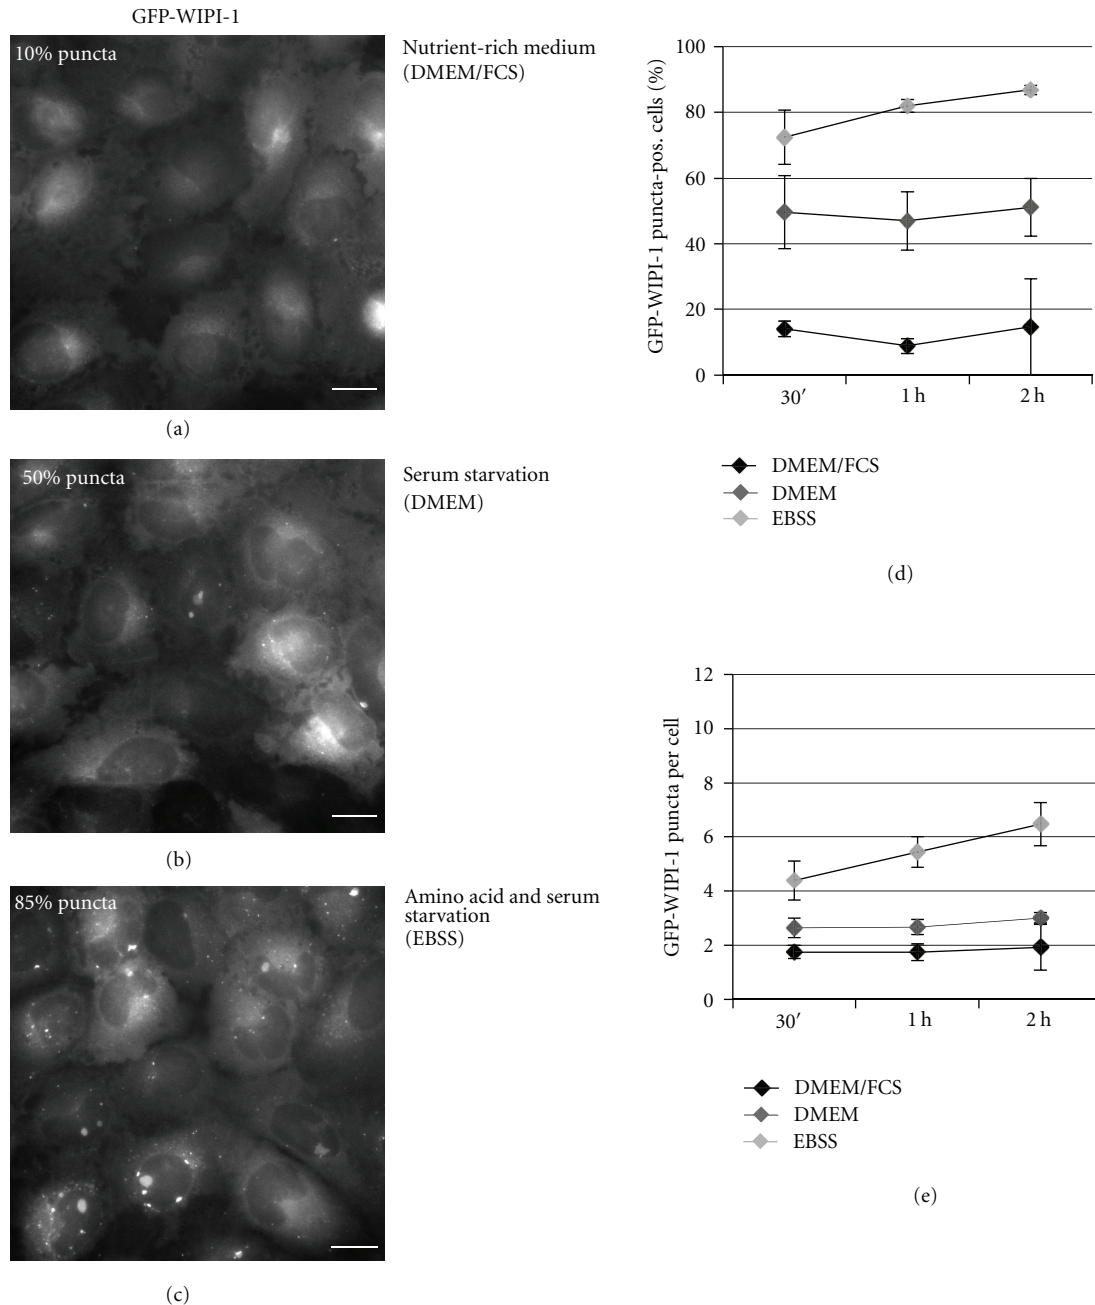 GFP-WIPI-1
10% puncta
Nutrient-rich medium
(DMEM/FCS)
(a)
50% puncta
Serum starvation
(DMEM)
(b)
85% puncta
Amino acid and serum
starvation
(EBSS)
(c)
GFP-WIPI-1 puncta-pos. cells (%)
100
80
60
40
20
0
30′
1 h
2 h
DMEM/FCS
DMEM
EBSS
(d)
GFP-WIPI-1 puncta per cell
12
10
8
6
4
2
0
30′
1 h
2 h
DMEM/FCS
DMEM
EBSS
(e)